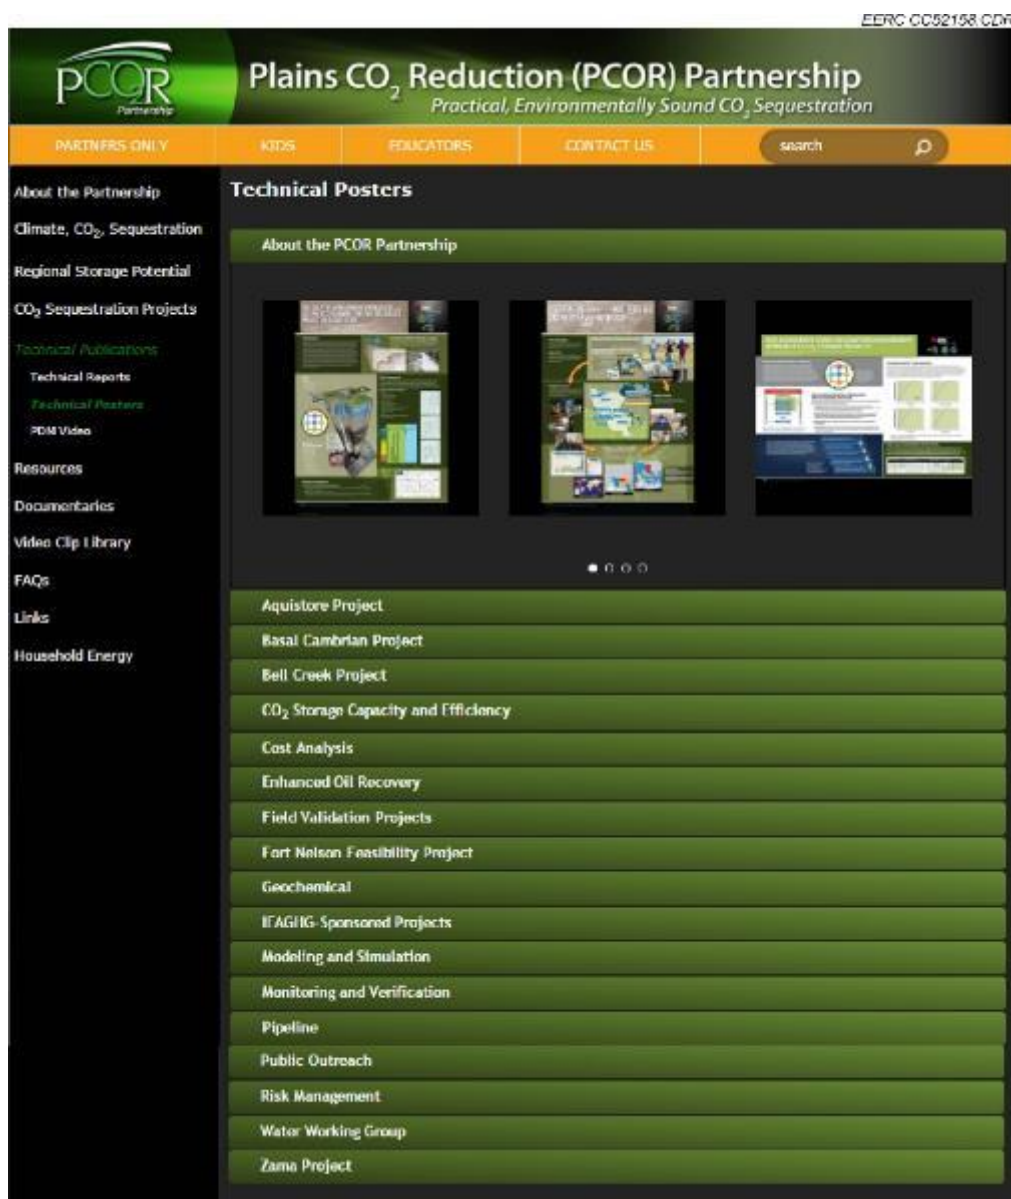 EERC CC52158.CDR
PCOR
Partnership
Plains CO₂ Reduction (PCOR) Partnership
Practical, Environmentally Sound CO₂ Sequestration
PARTNERS ONLY
KIDS
EDUCATORS
CONTACT US
search
About the Partnership
Climate, CO₂, Sequestration
Regional Storage Potential
CO₂ Sequestration Projects
Technical Publications
Technical Reports
Technical Posters
PDM Video
Resources
Documentaries
Video Clip Library
FAQs
Links
Household Energy
Technical Posters
About the PCOR Partnership
Aquistore Project
Basal Cambrian Project
Bell Creek Project
CO₂ Storage Capacity and Efficiency
Cost Analysis
Enhanced Oil Recovery
Field Validation Projects
Fort Nelson Feasibility Project
Geochemical
IEAGHG-Sponsored Projects
Modeling and Simulation
Monitoring and Verification
Pipeline
Public Outreach
Risk Management
Water Working Group
Zama Project